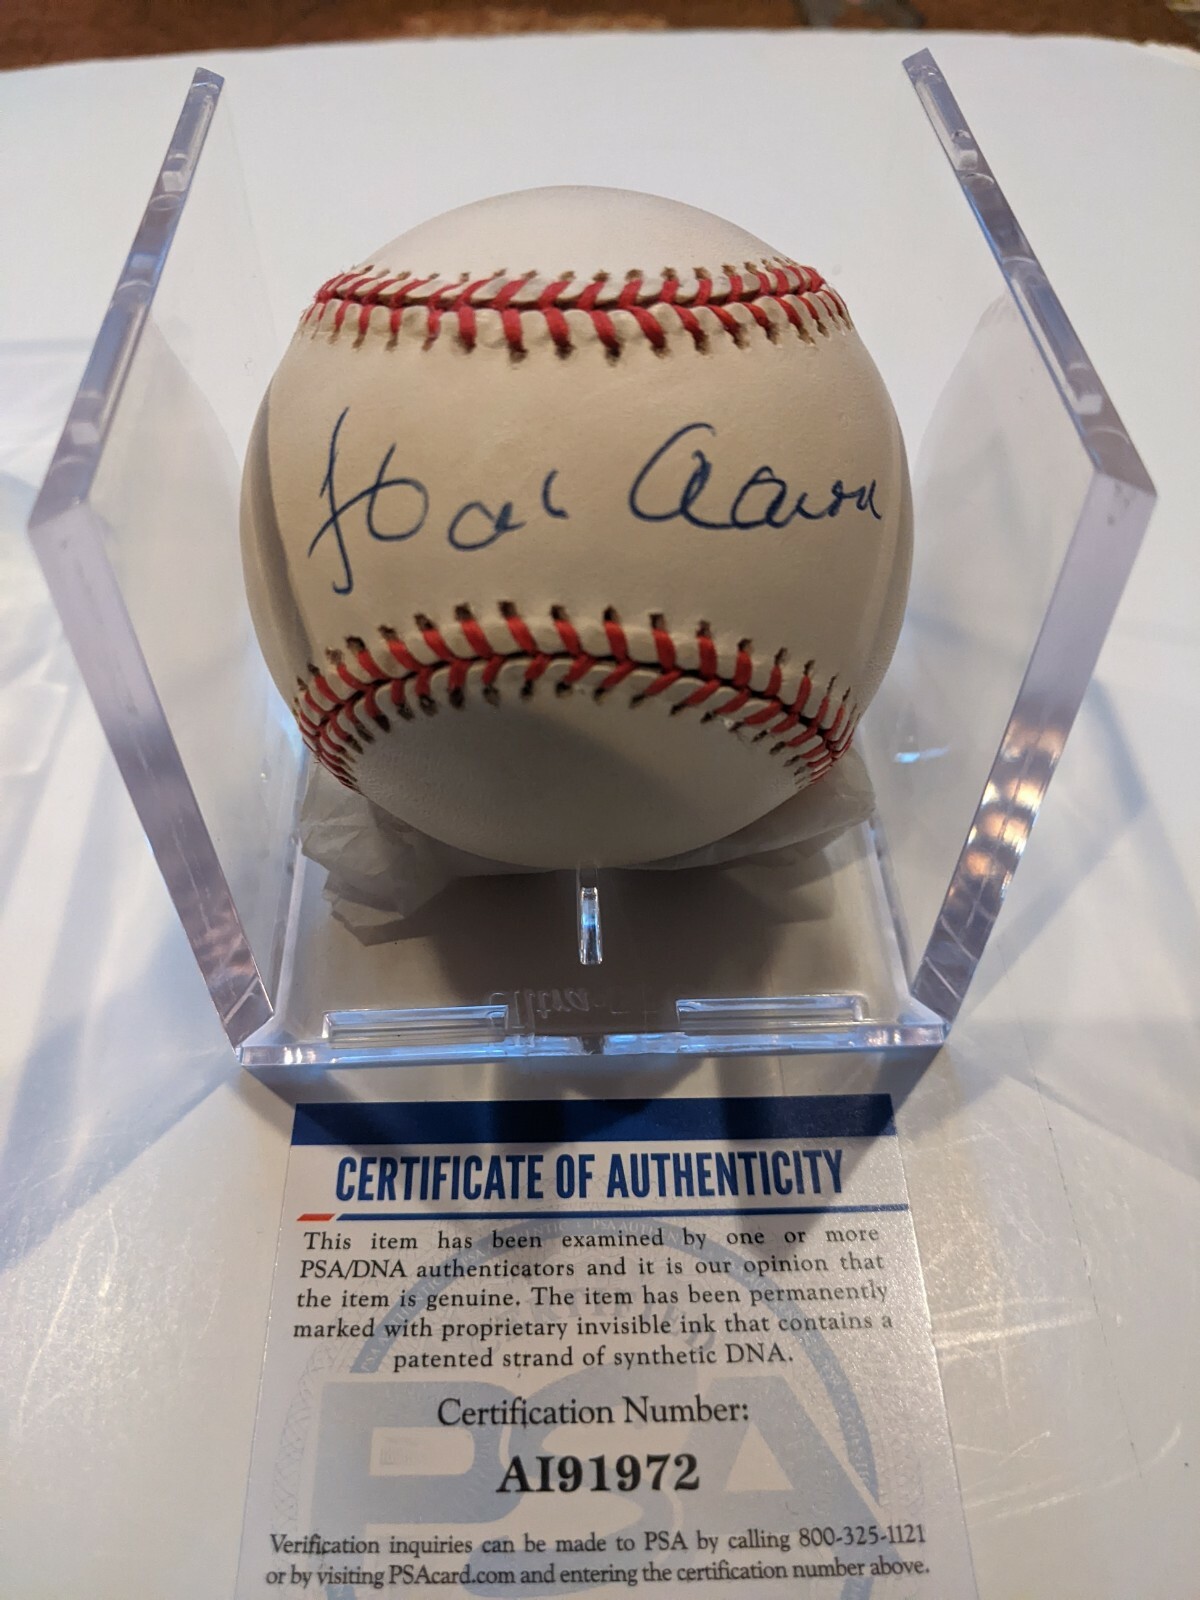 Hank Aaron
CERTIFICATE OF AUTHENTICITY
This item has been examined by one or more
PSA/DNA authenticators and it is our opinion that
the item is genuine. The item has been permanently
marked with proprietary invisible ink that contains a
patented strand of synthetic DNA.
PSA
Certification Number:
AI91972
Verification inquiries can be made to PSA by calling 800-325-1121
or by visiting PSAcard.com and entering the certification number above.